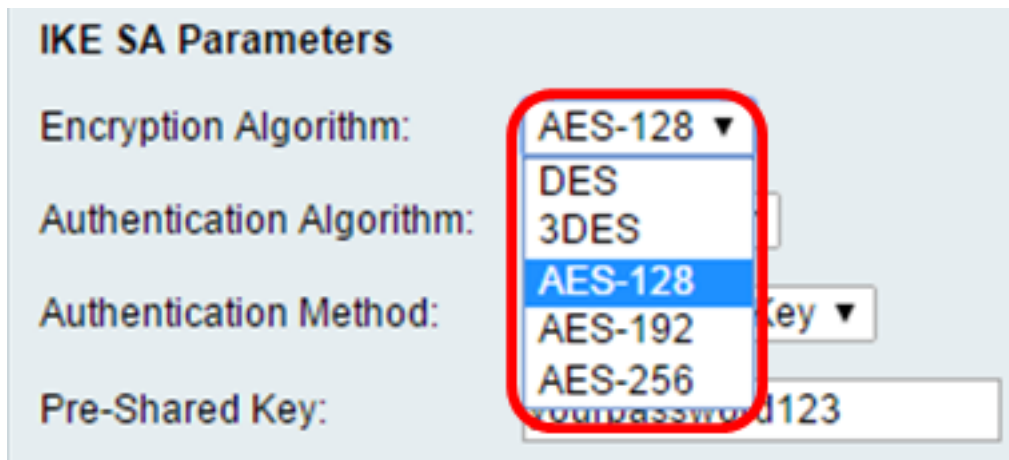 IKE SA Parameters
Encryption Algorithm: AES-128
DES
3DES
AES-128
AES-192
AES-256
Authentication Algorithm:
Authentication Method:
Pre-Shared Key: